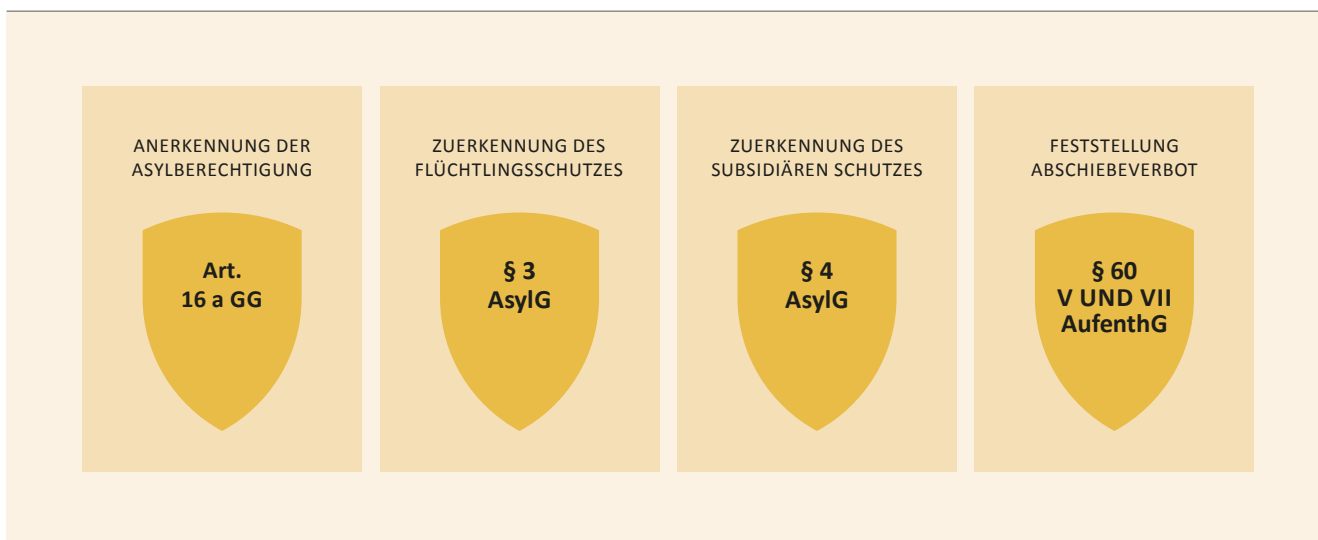 ANERKENNUNG DER
ASYLBERECHTIGUNG
Art.
16 a GG
ZUERKENNUNG DES
FLÜCHTLINGSSCHUTZES
§ 3
AsylG
ZUERKENNUNG DES
SUBSIDIÄREN SCHUTZES
§ 4
AsylG
FESTSTELLUNG
ABSCHIEBEVERBOT
§ 60
V UND VII
AufenthG